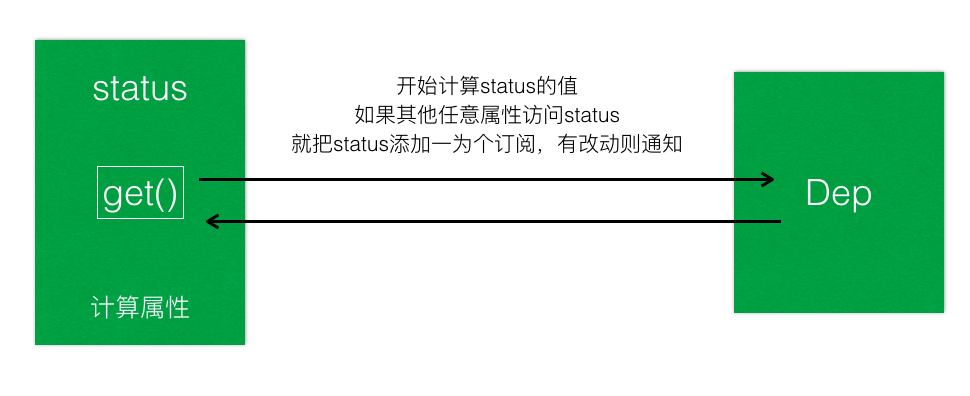 status
get()
计算属性
开始计算status的值
如果其他任意属性访问status
就把status添加一为个订阅，有改动则通知
Dep